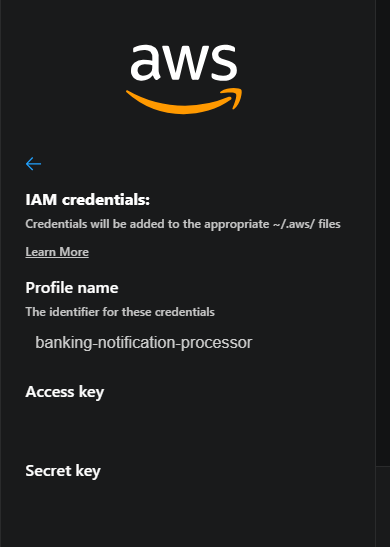 aws
IAM credentials:
Credentials will be added to the appropriate ~/.aws/ files
Learn More
Profile name
The identifier for these credentials
banking-notification-processor
Access key
Secret key